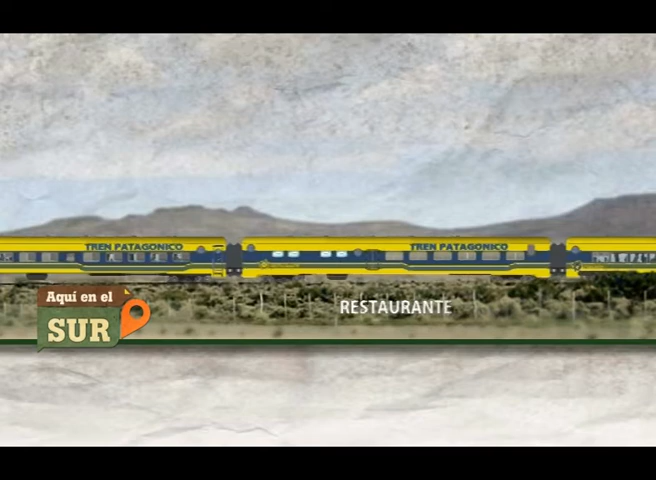 TREN PATAGONICO
TREN PATAGONICO
Aquí en el
SUR
RESTAURANTE